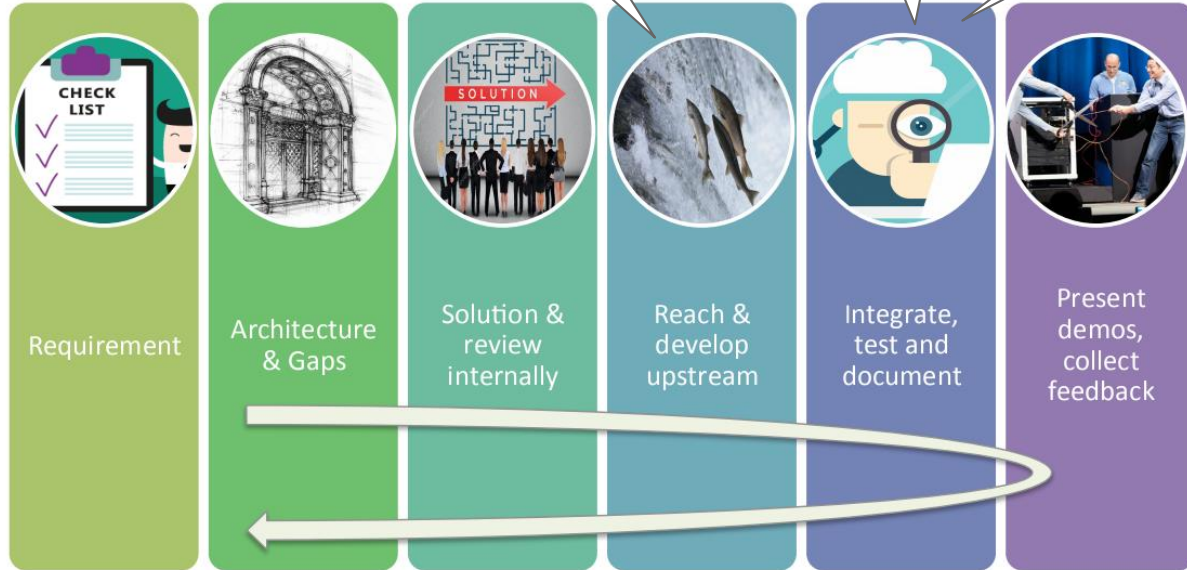 CHECK
LIST
SOLUTION
Requirement
Architecture
& Gaps
Solution &
review
internally
Reach &
develop
upstream
Integrate,
test and
document
Present
demos,
collect
feedback